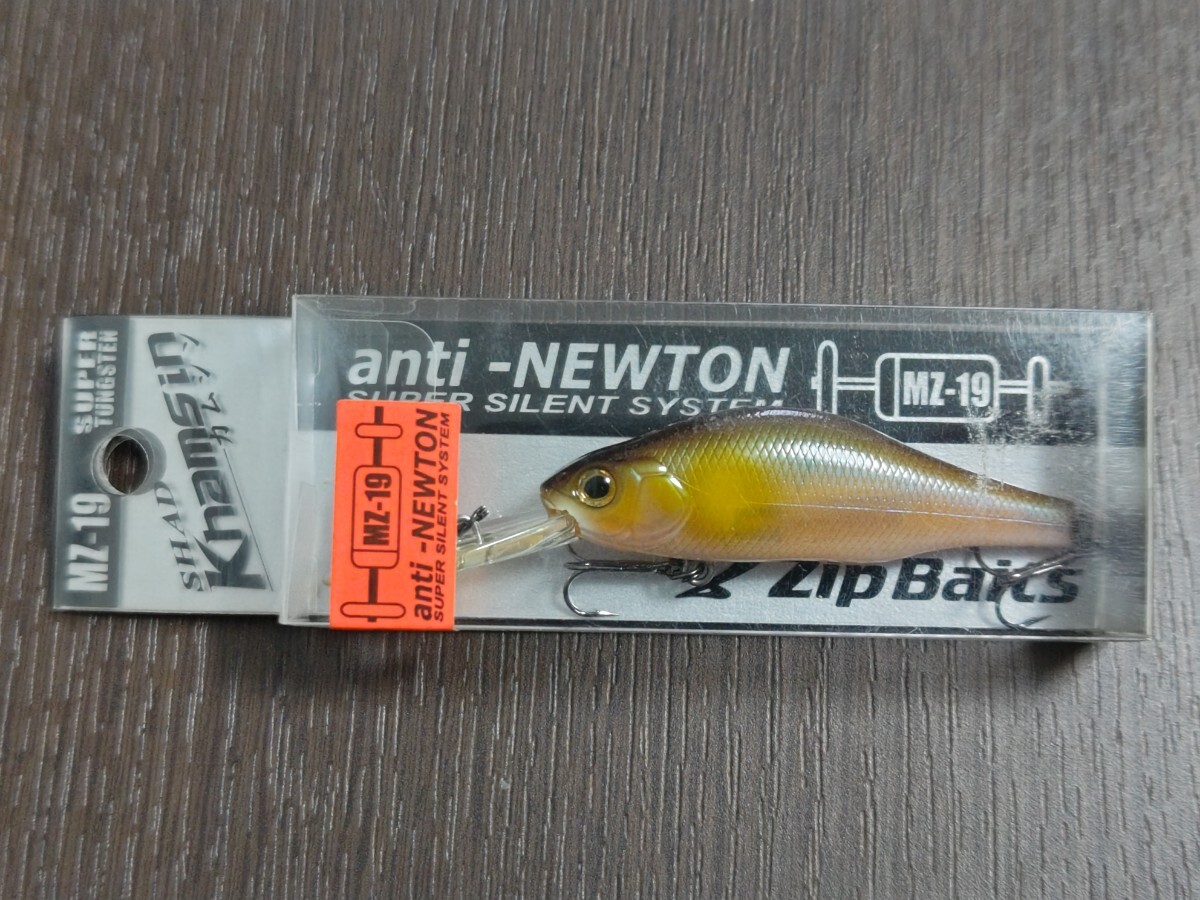 SUPER
TUNGSTEN
MZ-19
SHAD
Khamsin
カムシン
anti -NEWTON
SUPER SILENT SYSTEM
MZ-19
MZ-19
anti -NEWTON
SUPER SILENT SYSTEM
ZipBaits